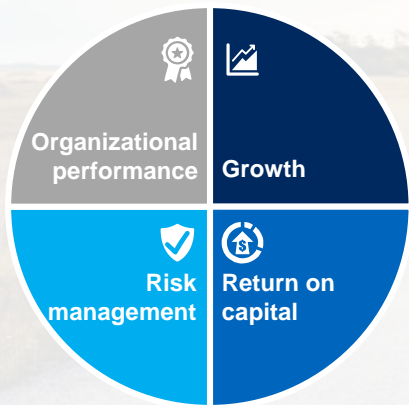 Organizational
performance
Growth
Risk
management
$
Return on
capital